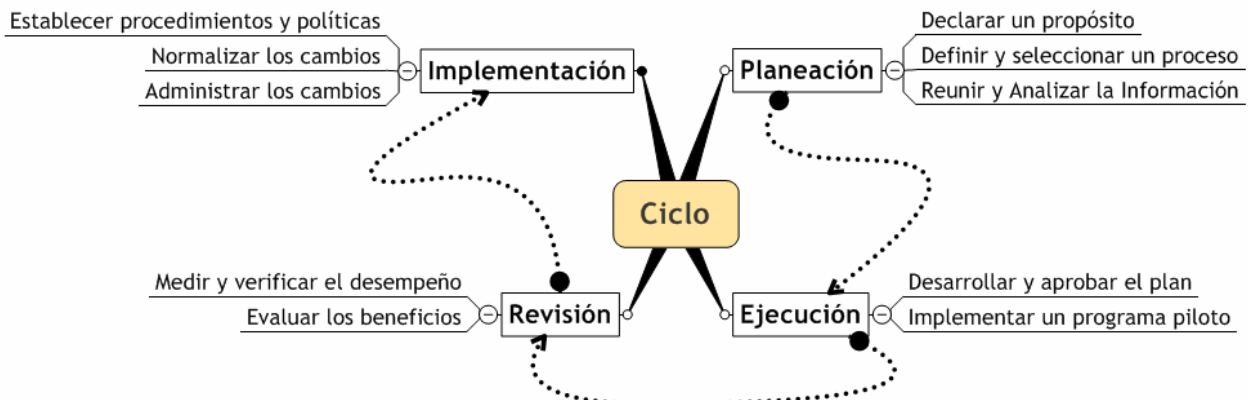 Establecer procedimientos y políticas
Normalizar los cambios
Administrar los cambios
Implementación
Planeación
Declarar un propósito
Definir y seleccionar un proceso
Reunir y Analizar la Información
Ciclo
Medir y verificar el desempeño
Evaluar los beneficios
Revisión
Ejecución
Desarrollar y aprobar el plan
Implementar un programa piloto